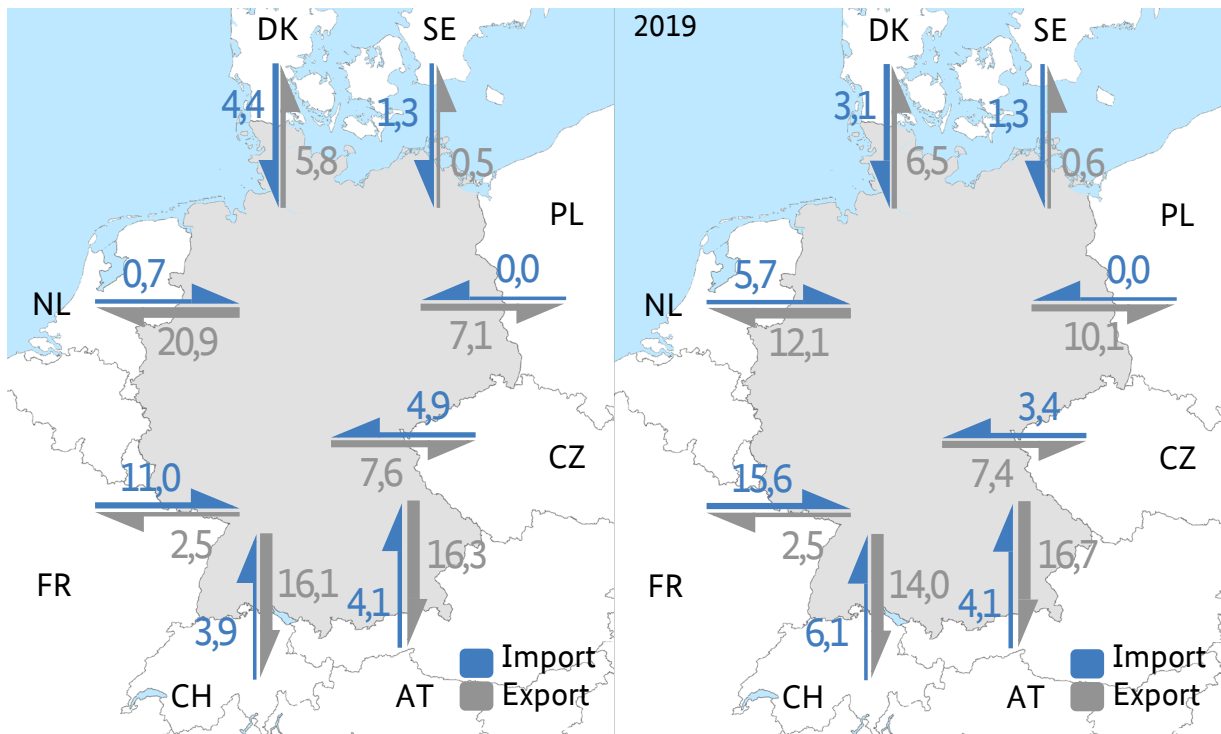 DK SE
4,4 1,3
5,8 0,5
PL
0,7 0,0
NL
20,9 7,1
4,9
CZ
7,6
11,0
2,5 16,3
FR 16,1
4,1
3,9
Import
CH AT Export
2019
DK SE
3,1 1,3
6,5 0,6
PL
5,7 0,0
NL
12,1 10,1
3,4
CZ
7,4
15,6
2,5 16,7
FR 14,0
4,1
6,1
Import
CH AT Export